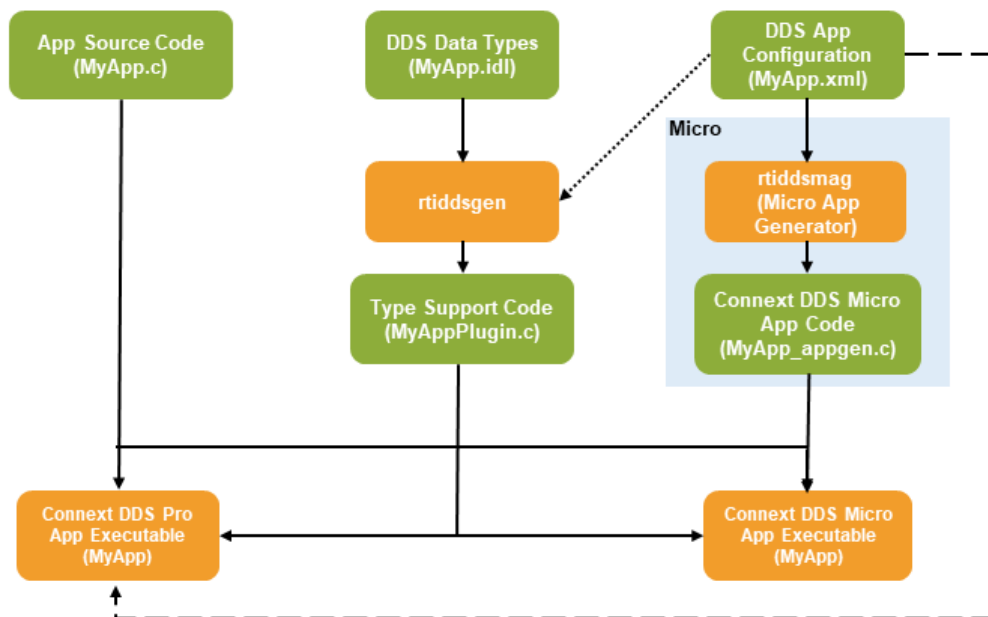 App Source Code
(MyApp.c)
DDS Data Types
(MyApp.idl)
DDS App
Configuration
(MyApp.xml)
Micro
rtiddsgen
rtiddsmag
(Micro App
Generator)
Type Support Code
(MyAppPlugin.c)
Connext DDS Micro
App Code
(MyApp_appgen.c)
Connext DDS Pro
App Executable
(MyApp)
Connext DDS Micro
App Executable
(MyApp)